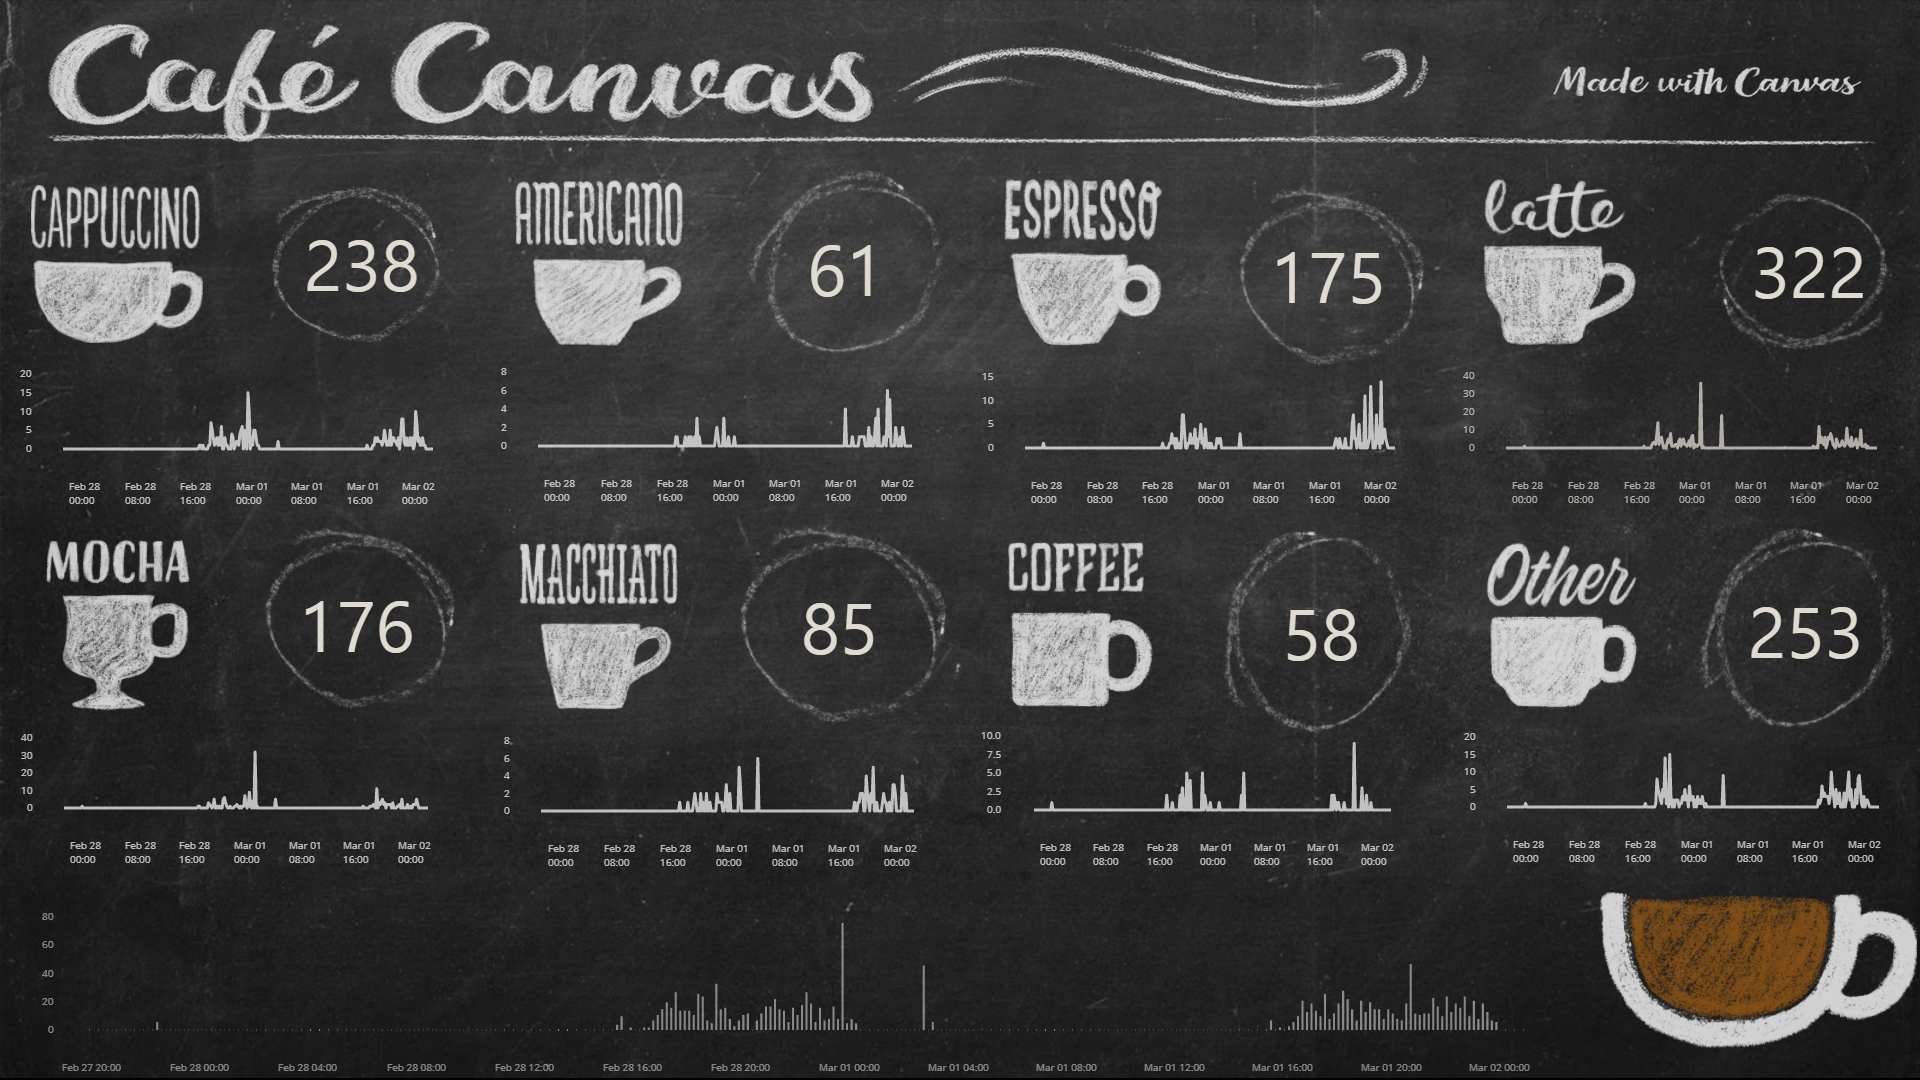 Café Canvas
Made with Canvas
CAPPUCCINO
238
AMERICANO
61
ESPRESSO
175
latte
322
20
15
10
5
0
Feb 28 00:00
Feb 28 08:00
Feb 28 16:00
Mar 01 00:00
Mar 01 08:00
Mar 01 16:00
Mar 02 00:00
8
6
4
2
0
Feb 28 00:00
Feb 28 08:00
Feb 28 16:00
Mar 01 00:00
Mar 01 08:00
Mar 01 16:00
Mar 02 00:00
15
10
5
0
Feb 28 00:00
Feb 28 08:00
Feb 28 16:00
Mar 01 00:00
Mar 01 08:00
Mar 01 16:00
Mar 02 00:00
40
30
20
10
0
Feb 28 00:00
Feb 28 08:00
Feb 28 16:00
Mar 01 00:00
Mar 01 08:00
Mar 01 16:00
Mar 02 00:00
MOCHA
176
MACCHIATO
85
COFFEE
58
Other
253
40
30
20
10
0
Feb 28 00:00
Feb 28 08:00
Feb 28 16:00
Mar 01 00:00
Mar 01 08:00
Mar 01 16:00
Mar 02 00:00
8
6
4
2
0
Feb 28 00:00
Feb 28 08:00
Feb 28 16:00
Mar 01 00:00
Mar 01 08:00
Mar 01 16:00
Mar 02 00:00
10.0
7.5
5.0
2.5
0.0
Feb 28 00:00
Feb 28 08:00
Feb 28 16:00
Mar 01 00:00
Mar 01 08:00
Mar 01 16:00
Mar 02 00:00
20
15
10
5
0
Feb 28 00:00
Feb 28 08:00
Feb 28 16:00
Mar 01 00:00
Mar 01 08:00
Mar 01 16:00
Mar 02 00:00
80
60
40
20
0
Feb 27 20:00
Feb 28 00:00
Feb 28 04:00
Feb 28 08:00
Feb 28 12:00
Feb 28 16:00
Feb 28 20:00
Mar 01 00:00
Mar 01 04:00
Mar 01 08:00
Mar 01 12:00
Mar 01 16:00
Mar 01 20:00
Mar 02 00:00